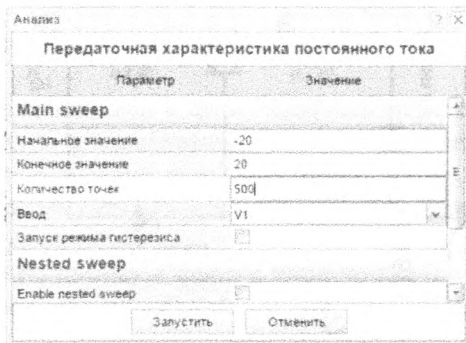 Анализ
Передаточная характеристика постоянного тока
Параметр Значение
Main sweep
Начальное значение -20
Конечное значение 20
Количество точек 500
Ввод V1
Запуск режима гистерезиса
Nested sweep
Enable nested sweep
Запустить Отменить